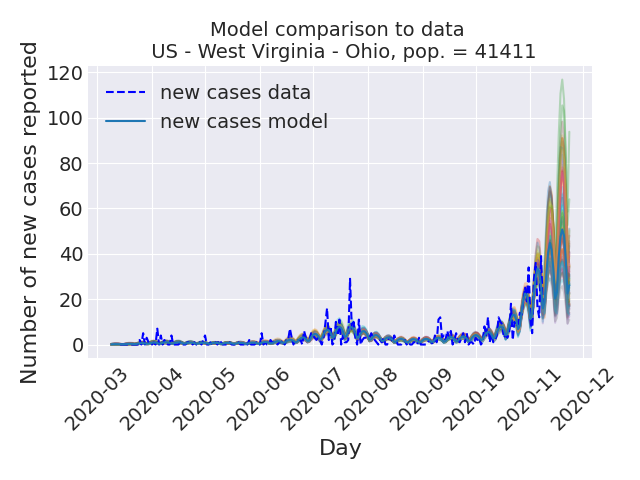 Model comparison to data
US - West Virginia - Ohio, pop. = 41411
Number of new cases reported
120
100
80
60
40
20
0
new cases data
new cases model
2020-03
2020-04
2020-05
2020-06
2020-07
2020-08
2020-09
2020-10
2020-11
2020-12
Day